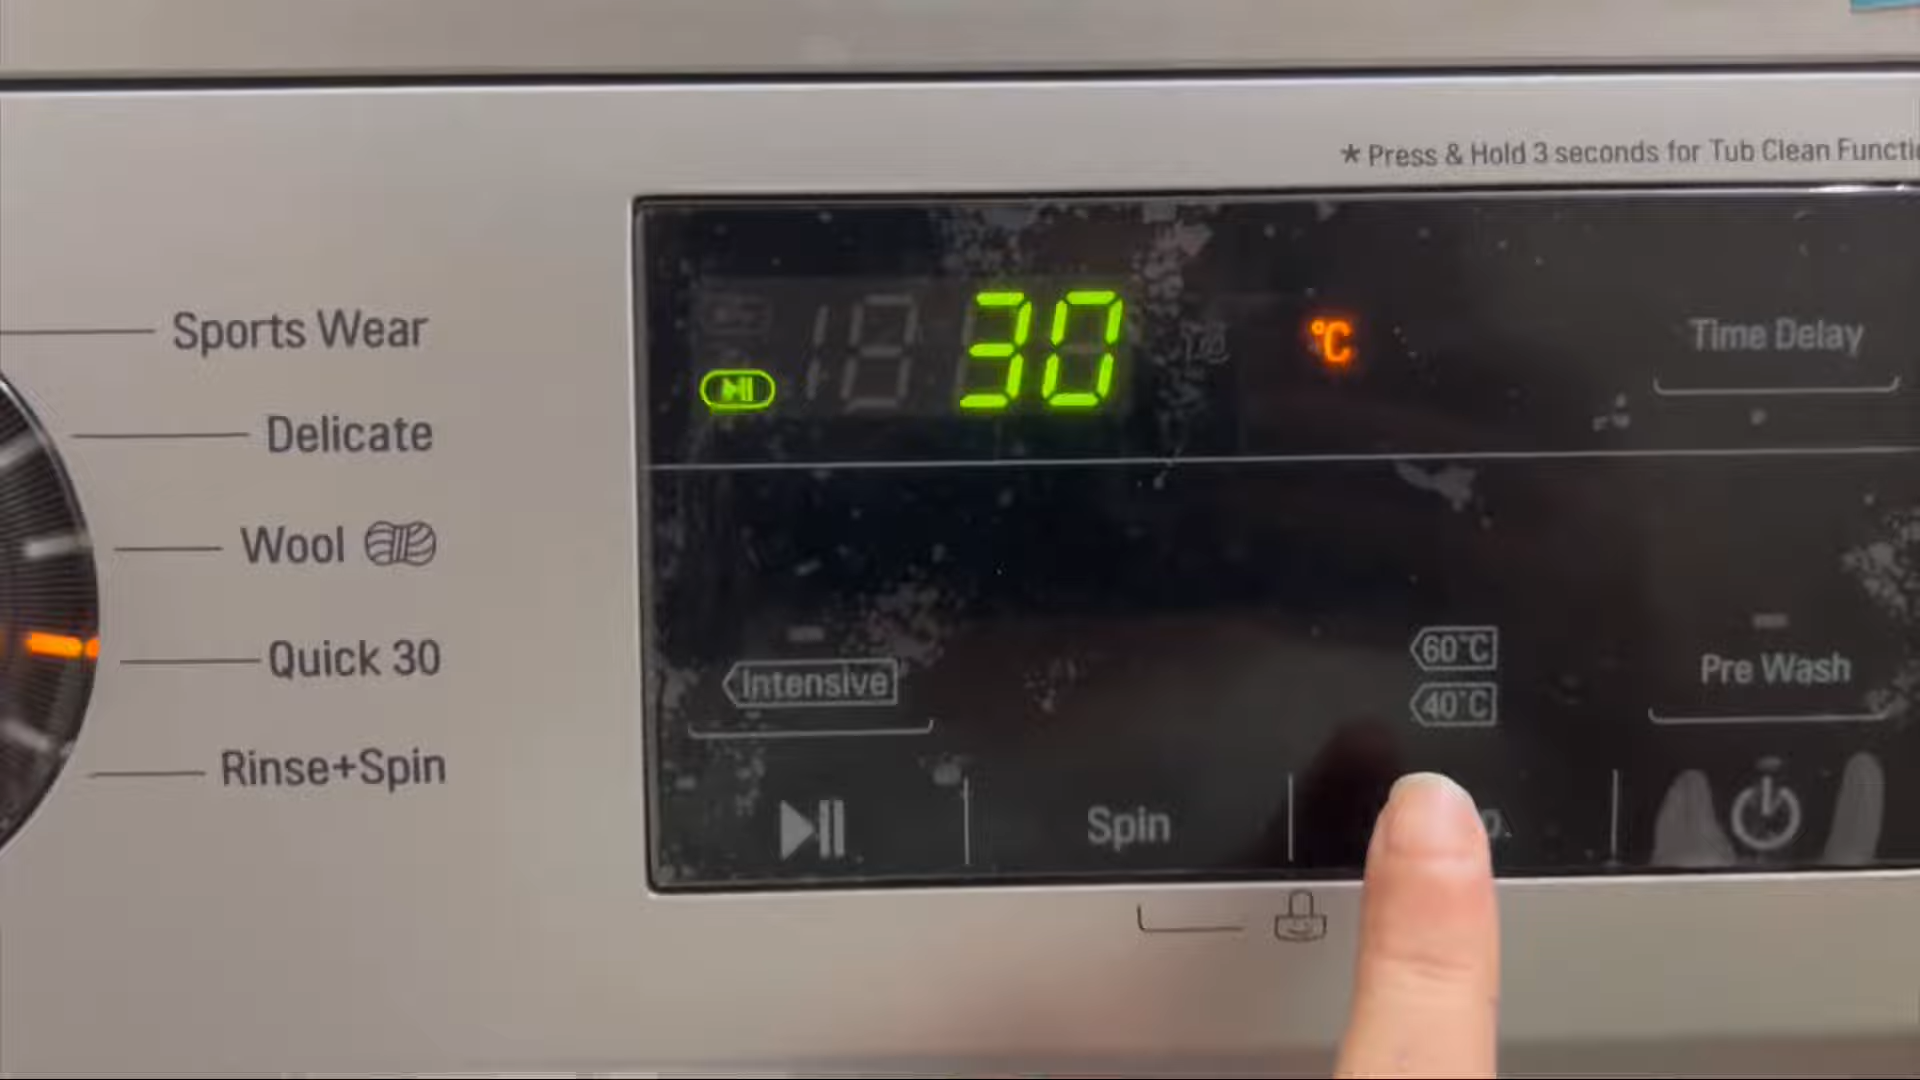 * Press & Hold 3 seconds for Tub Clean Functi
Sports Wear
Delicate
Wool
Quick 30
Rinse+Spin
30
°C
Time Delay
60°C
40°C
Intensive
Pre Wash
Spin
p.